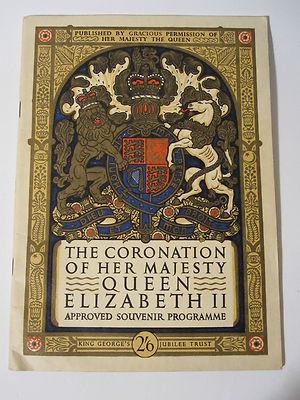 PUBLISHED BY GRACIOUS PERMISSION OF
HER MAJESTY THE QUEEN
THE CORONATION
OF HER MAJESTY
QUEEN
ELIZABETH II
APPROVED SOUVENIR PROGRAMME
KING GEORGE'S 2/6 JUBILEE TRUST